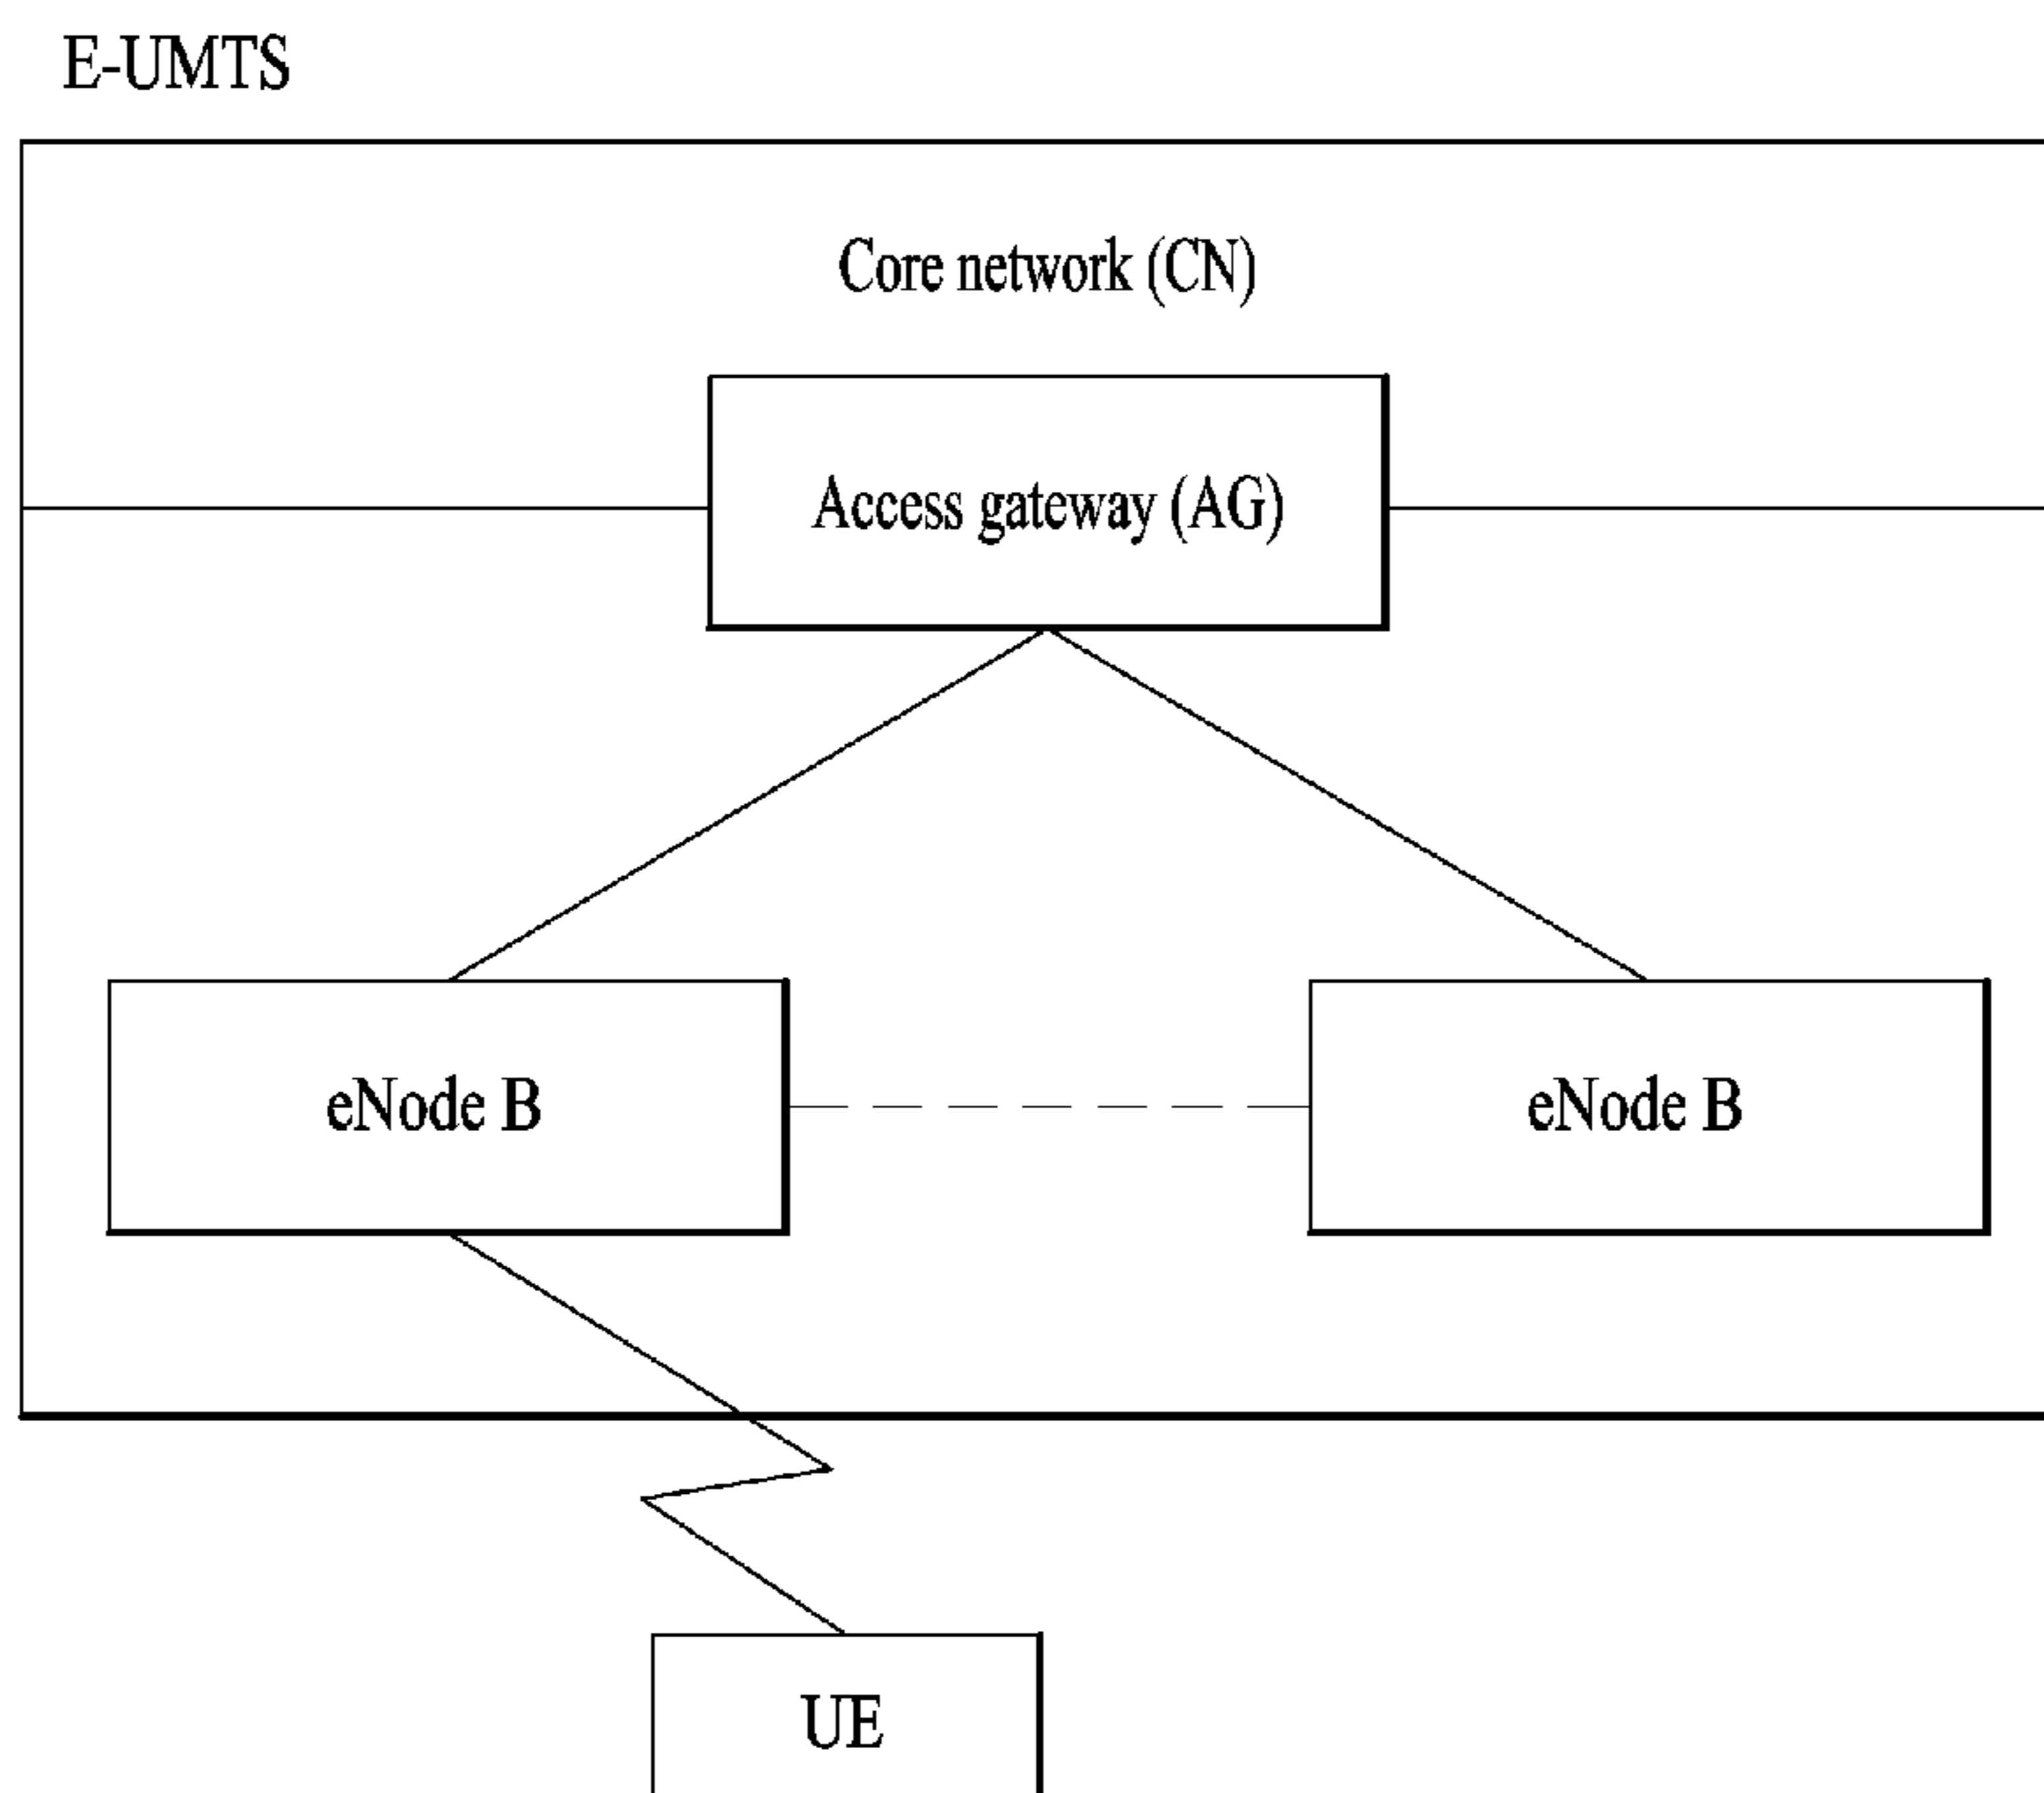 E-UMTS
Core network (CN)
Access gateway (AG)
eNode B
eNode B
UE